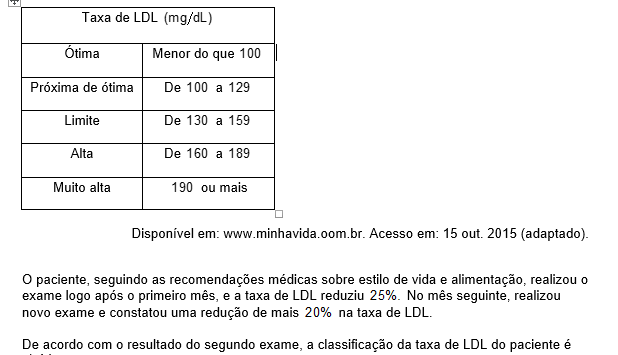 Taxa de LDL (mg/dL)
Ótima Menor do que 100
Próxima de ótima De 100 a 129
Limite De 130 a 159
Alta De 160 a 189
Muito alta 190 ou mais
Disponível em: www.minhavida.oom.br. Acesso em: 15 out. 2015 (adaptado).
O paciente, seguindo as recomendações médicas sobre estilo de vida e alimentação, realizou o
exame logo após o primeiro mês, e a taxa de LDL reduziu 25%. No mês seguinte, realizou
novo exame e constatou uma redução de mais 20% na taxa de LDL.
De acordo com o resultado do segundo exame, a classificação da taxa de LDL do paciente é